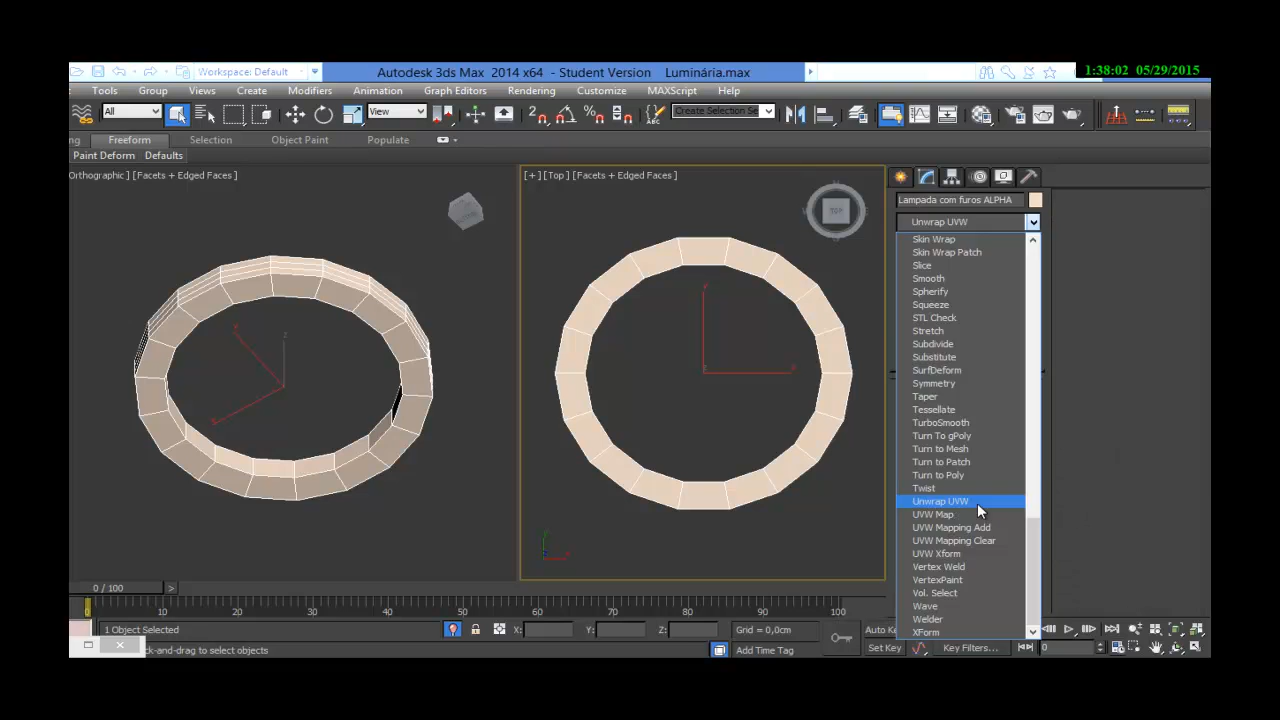 Workspace: Default
Autodesk 3ds Max 2014 x64 - Student Version Luminária.max
1:38:02 05/29/2015
Tools Group Views Create Modifiers Animation Graph Editors Rendering Customize MAXScript Help
All
View
Create Selection Se
ng Freeform Selection Object Paint Populate
Paint Deform Defaults
Orthographic ] [Facets + Edged Faces ]
[+] [Top] [Facets + Edged Faces ]
TOP
Lampada com furos ALPHA
Unwrap UVW
Skin Wrap
Skin Wrap Patch
Slice
Smooth
Spherify
Squeeze
STL Check
Stretch
Subdivide
Substitute
SurfDeform
Symmetry
Taper
Tessellate
TurboSmooth
Turn To gPoly
Turn to Mesh
Turn to Patch
Turn to Poly
Twist
Unwrap UVW
UVW Map
UVW Mapping Add
UVW Mapping Clear
UVW Xform
Vertex Weld
VertexPaint
Vol. Select
Wave
Welder
XForm
0 / 100 >
0 10 20 30 40 50 60 70 80 90 100
1 Object Selected
X: Y: Z: Grid = 0,0cm
Auto Ke
ck-and-drag to select objects
Add Time Tag
Set Key
Key Filters...
0